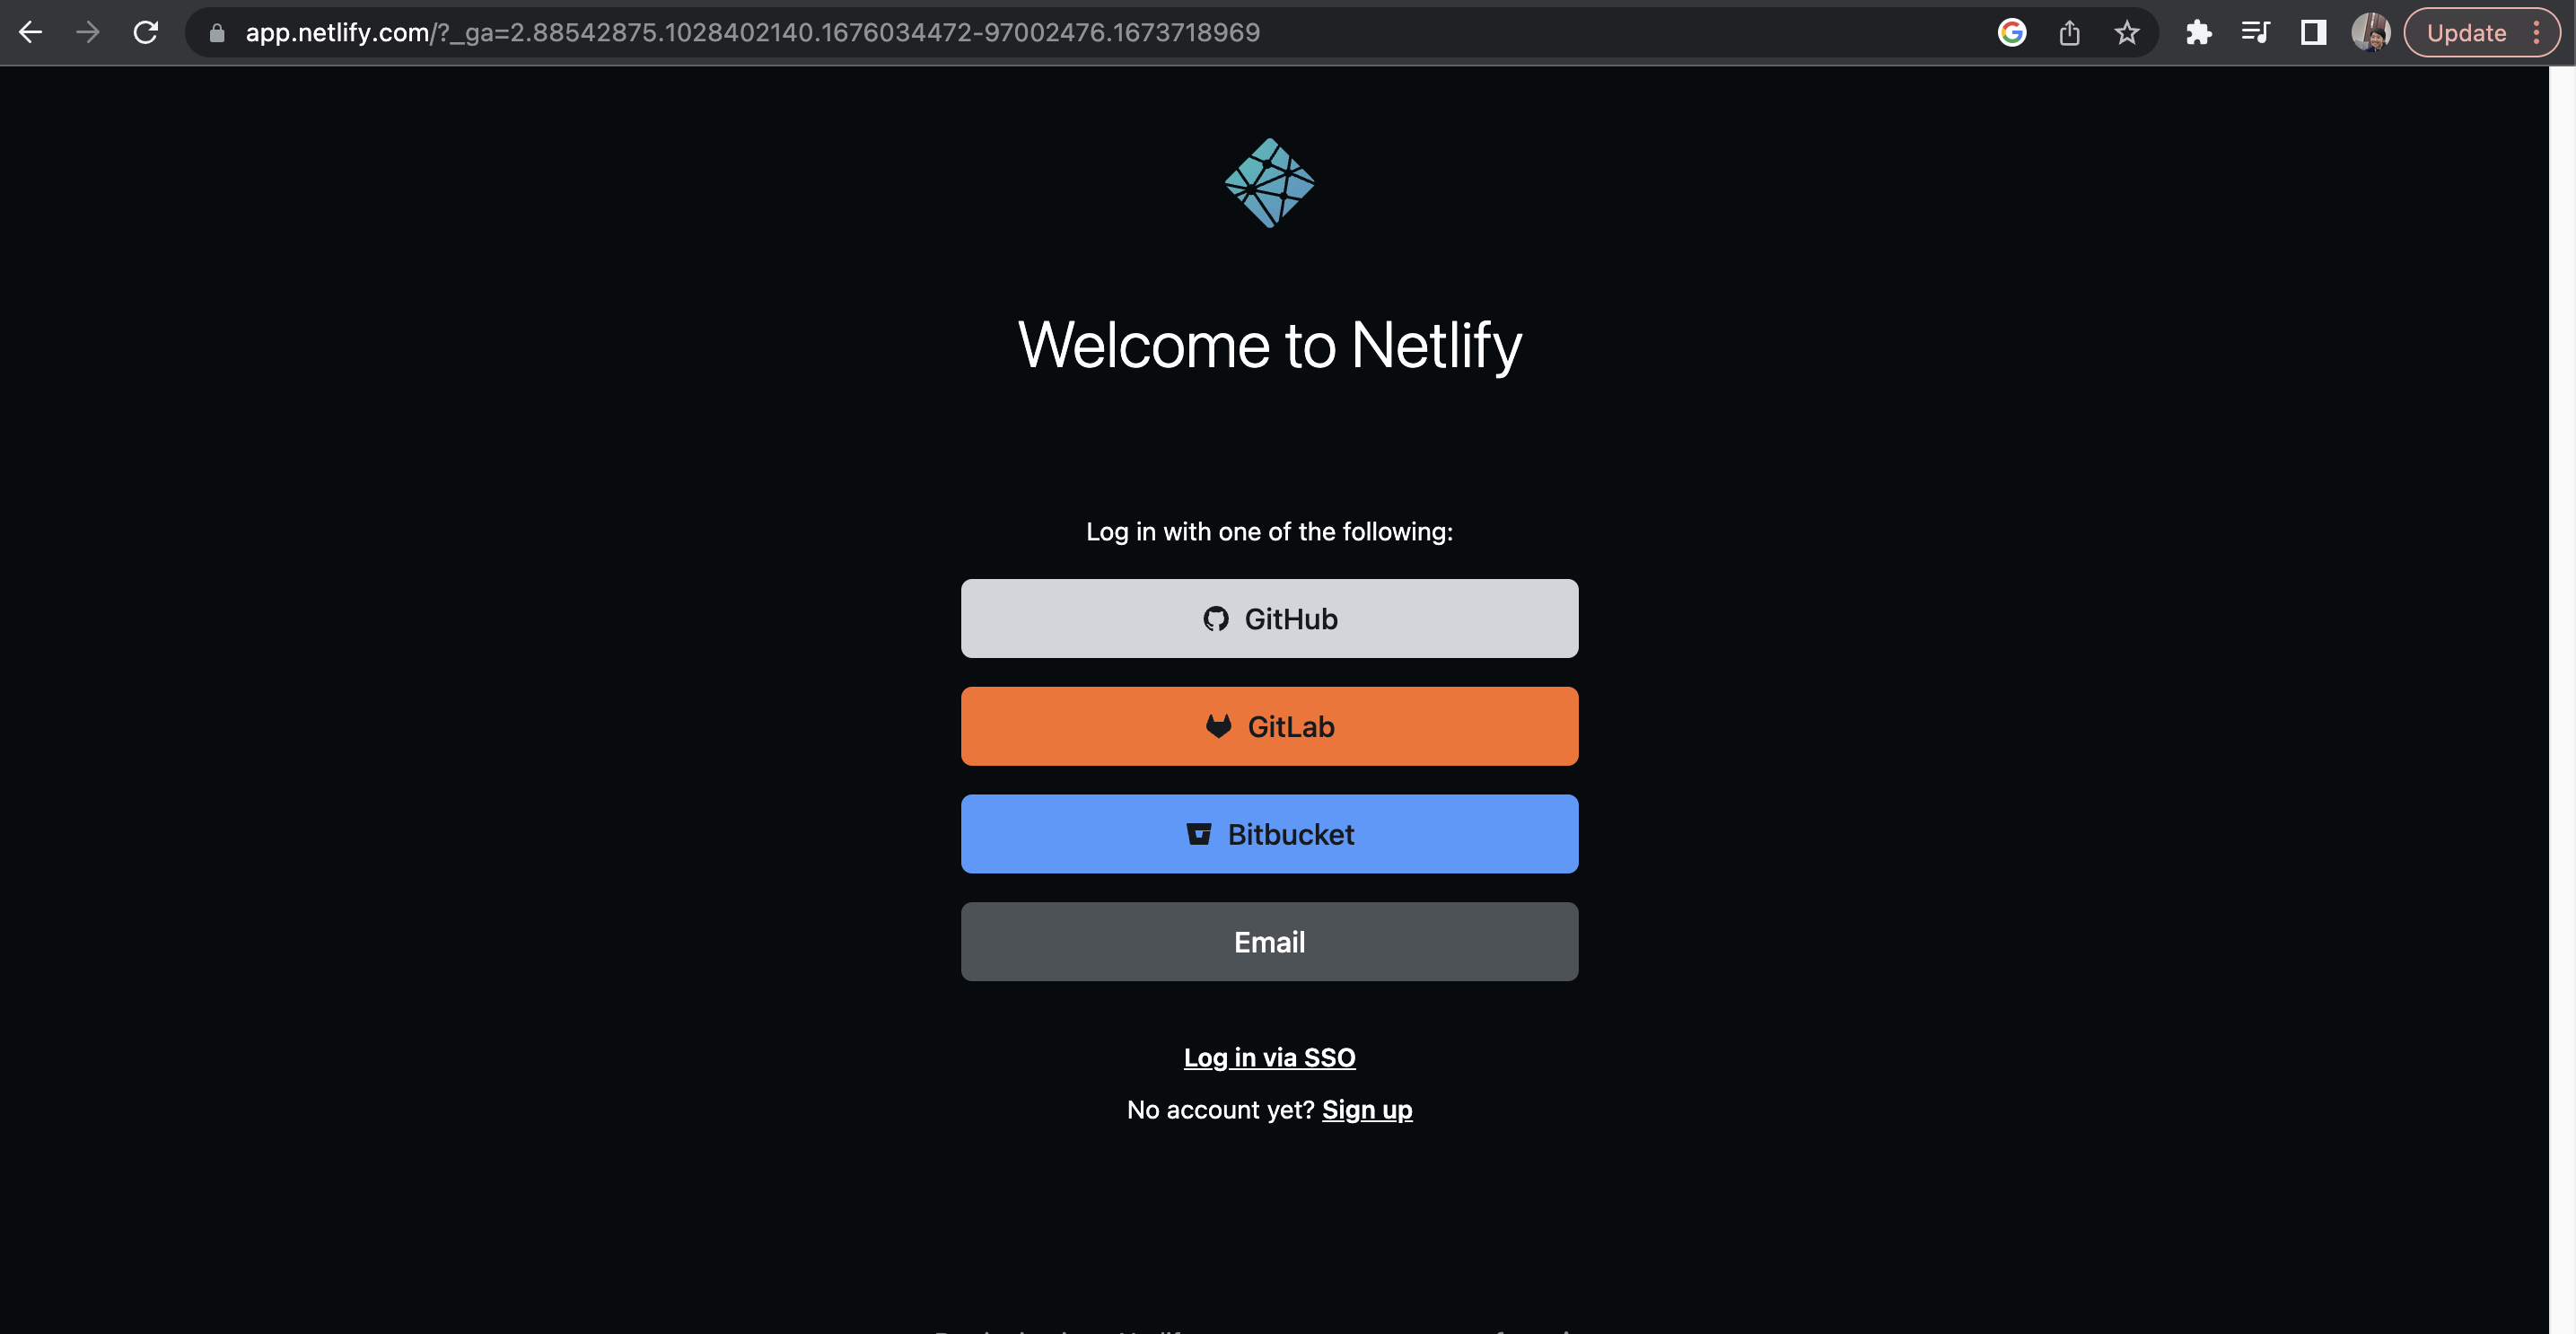 app.netlify.com/?_ga=2.88542875.1028402140.1676034472-97002476.1673718969
Update
Welcome to Netlify
Log in with one of the following:
GitHub
GitLab
Bitbucket
Email
Log in via SSO
No account yet? Sign up